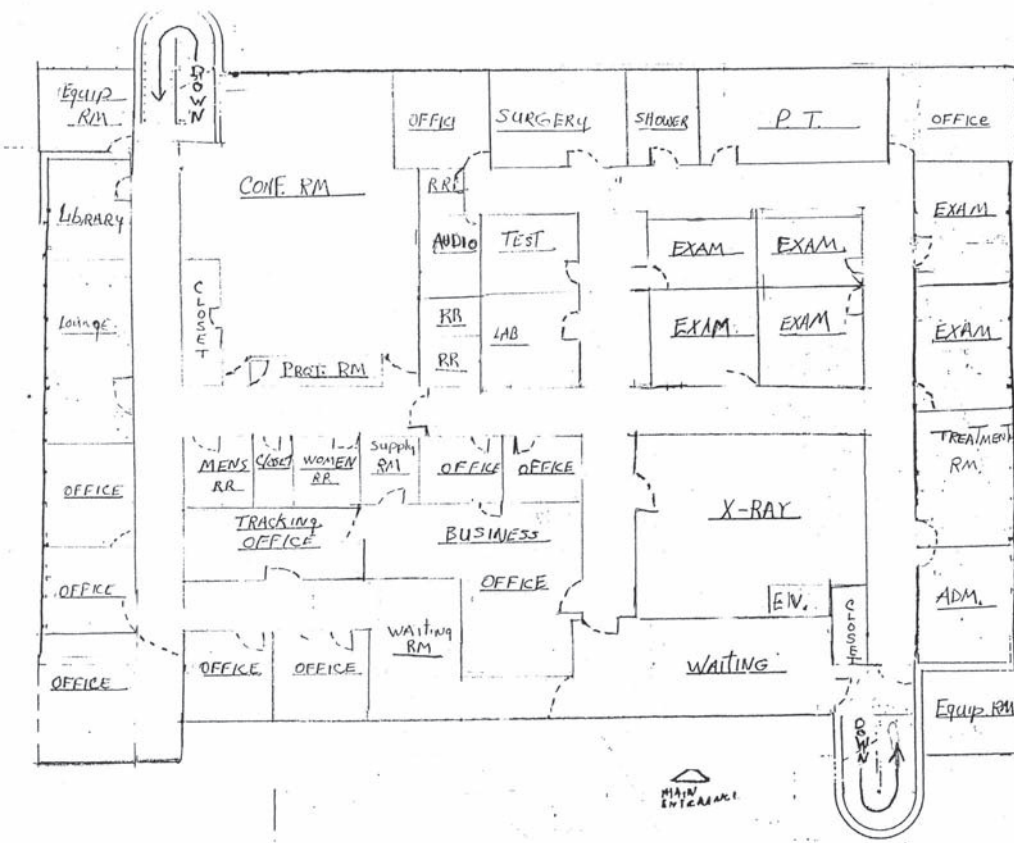 DOWN
EQUIP
RM
OFFICE
SURGERY
SHOWER
P. T.
OFFICE
CONF. RM
RR
LIBRARY
AUDIO
TEST
EXAM
EXAM
EXAM
CLOSET
Lounge
RR
LAB
RR
EXAM
EXAM
EXAM
PROJ. RM
MENS
RR
CLOSET
WOMEN
RR
Supply
RM
OFFICE
OFFICE
TREATMENT
RM.
OFFICE
TRACKING
OFFICE
BUSINESS
OFFICE
X-RAY
OFFICE
EN.
CLOSET
ADM.
WAITING
RM
OFFICE
OFFICE
OFFICE
WAITING
Equip. RM
DOWN
MAIN
ENTRANCE